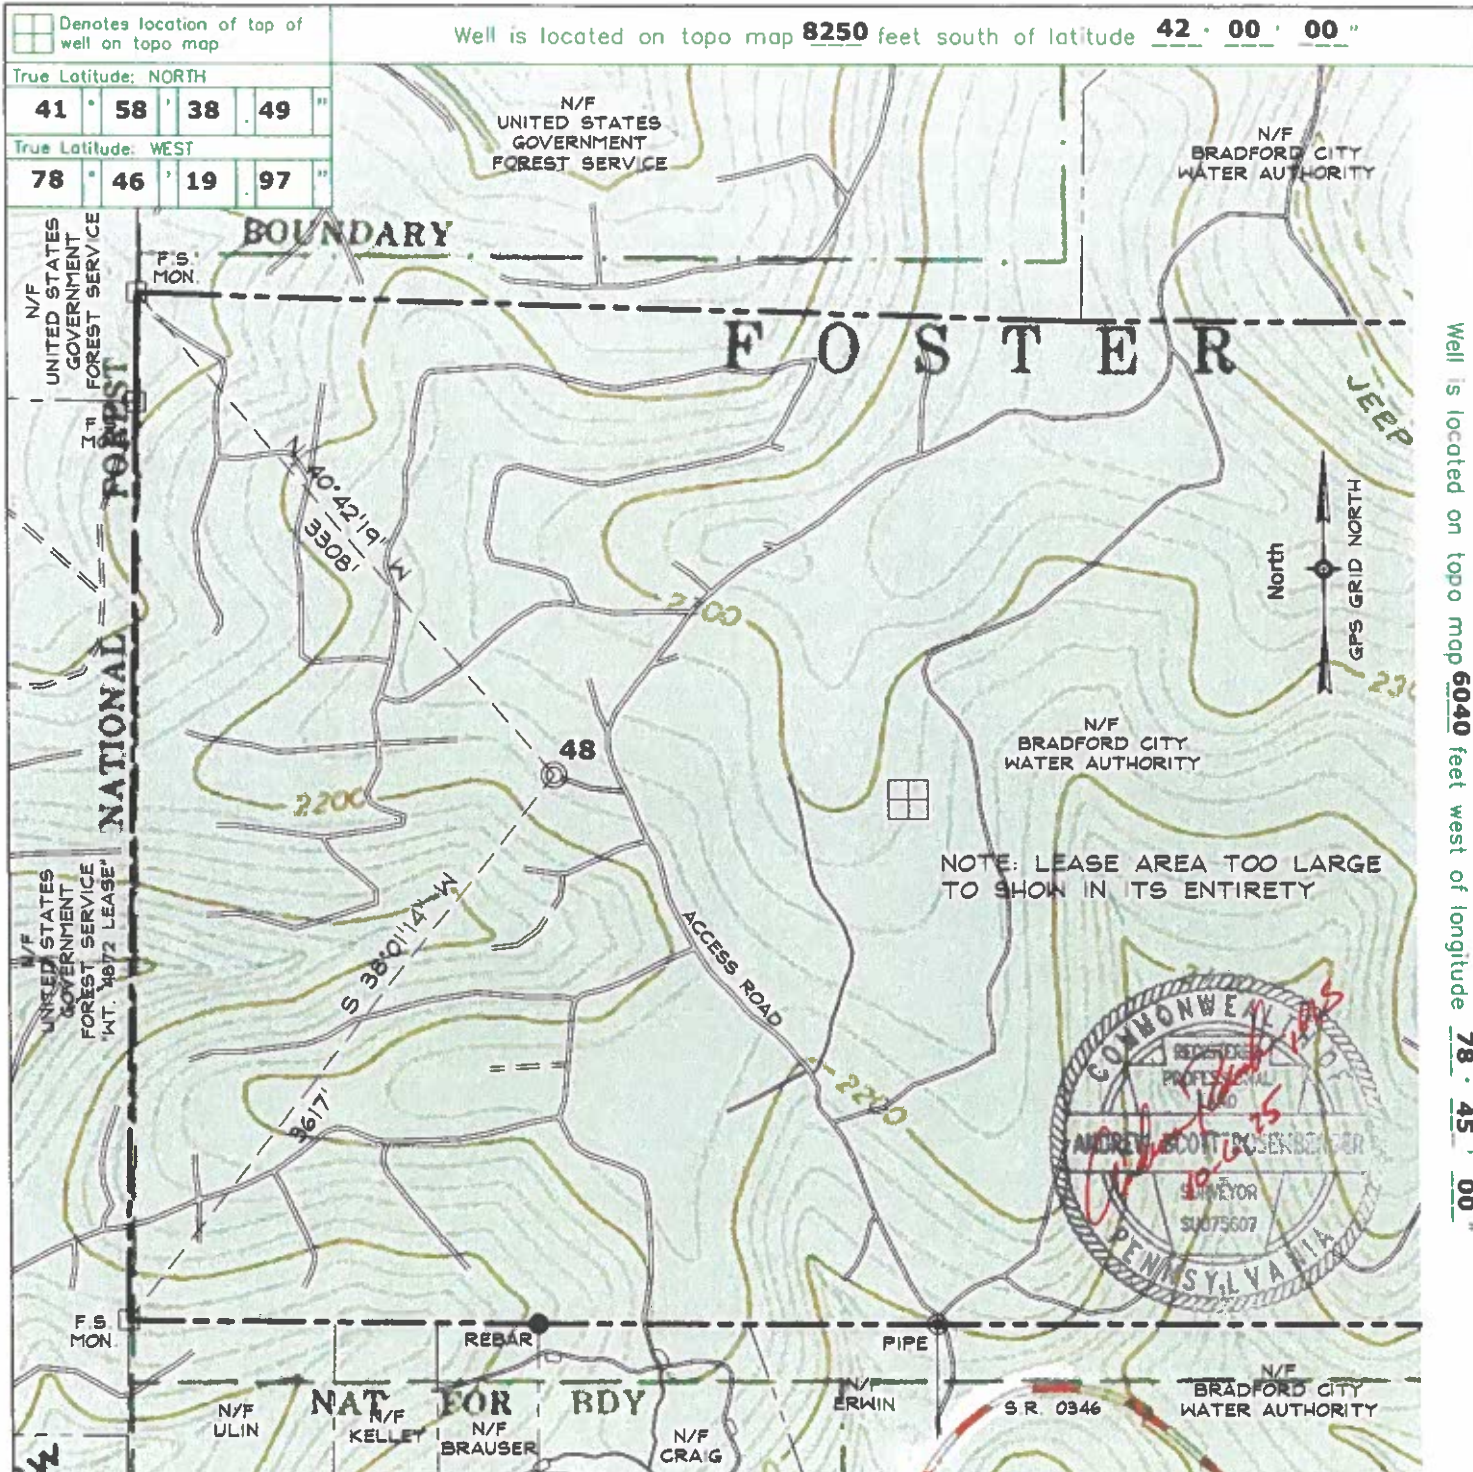 Denotes location of top of
well on topo map
Well is located on topo map 8250 feet south of latitude 42 ° 00 ' 00 "
True Latitude: NORTH
41 ° 58 ' 38 . 49 "
True Latitude: WEST
78 ° 46 ' 19 . 97 "
N/F
UNITED STATES
GOVERNMENT
FOREST SERVICE
N/F
BRADFORD CITY
WATER AUTHORITY
BOUNDARY
F.S.
MON.
N/F
UNITED STATES
GOVERNMENT
FOREST SERVICE
FOSTER
JEEP
NATIONAL FOREST
N 40°42'19" W
3308'
2200
North
GPS GRID NORTH
Well is located on topo map 6040 feet west of longitude 78 ° 45 ' 00 "
48
2200
N/F
BRADFORD CITY
WATER AUTHORITY
NOTE: LEASE AREA TOO LARGE
TO SHOW IN ITS ENTIRETY
N/F
UNITED STATES
GOVERNMENT
FOREST SERVICE
"WT. 4872 LEASE"
S 38°01'14" W
3617'
ACCESS ROAD
2200
COMMONWEALTH OF
REGISTERED
PROFESSIONAL
LAND
ANDREW SCOTT
SURVEYOR
SU075607
PENNSYLVANIA
F.S.
MON.
REBAR
PIPE
NAT FOR BDY
N/F
ULIN
N/F
KELLEY
N/F
BRAUSER
N/F
CRAIG
N/F
ERWIN
S.R. 0346
N/F
BRADFORD CITY
WATER AUTHORITY